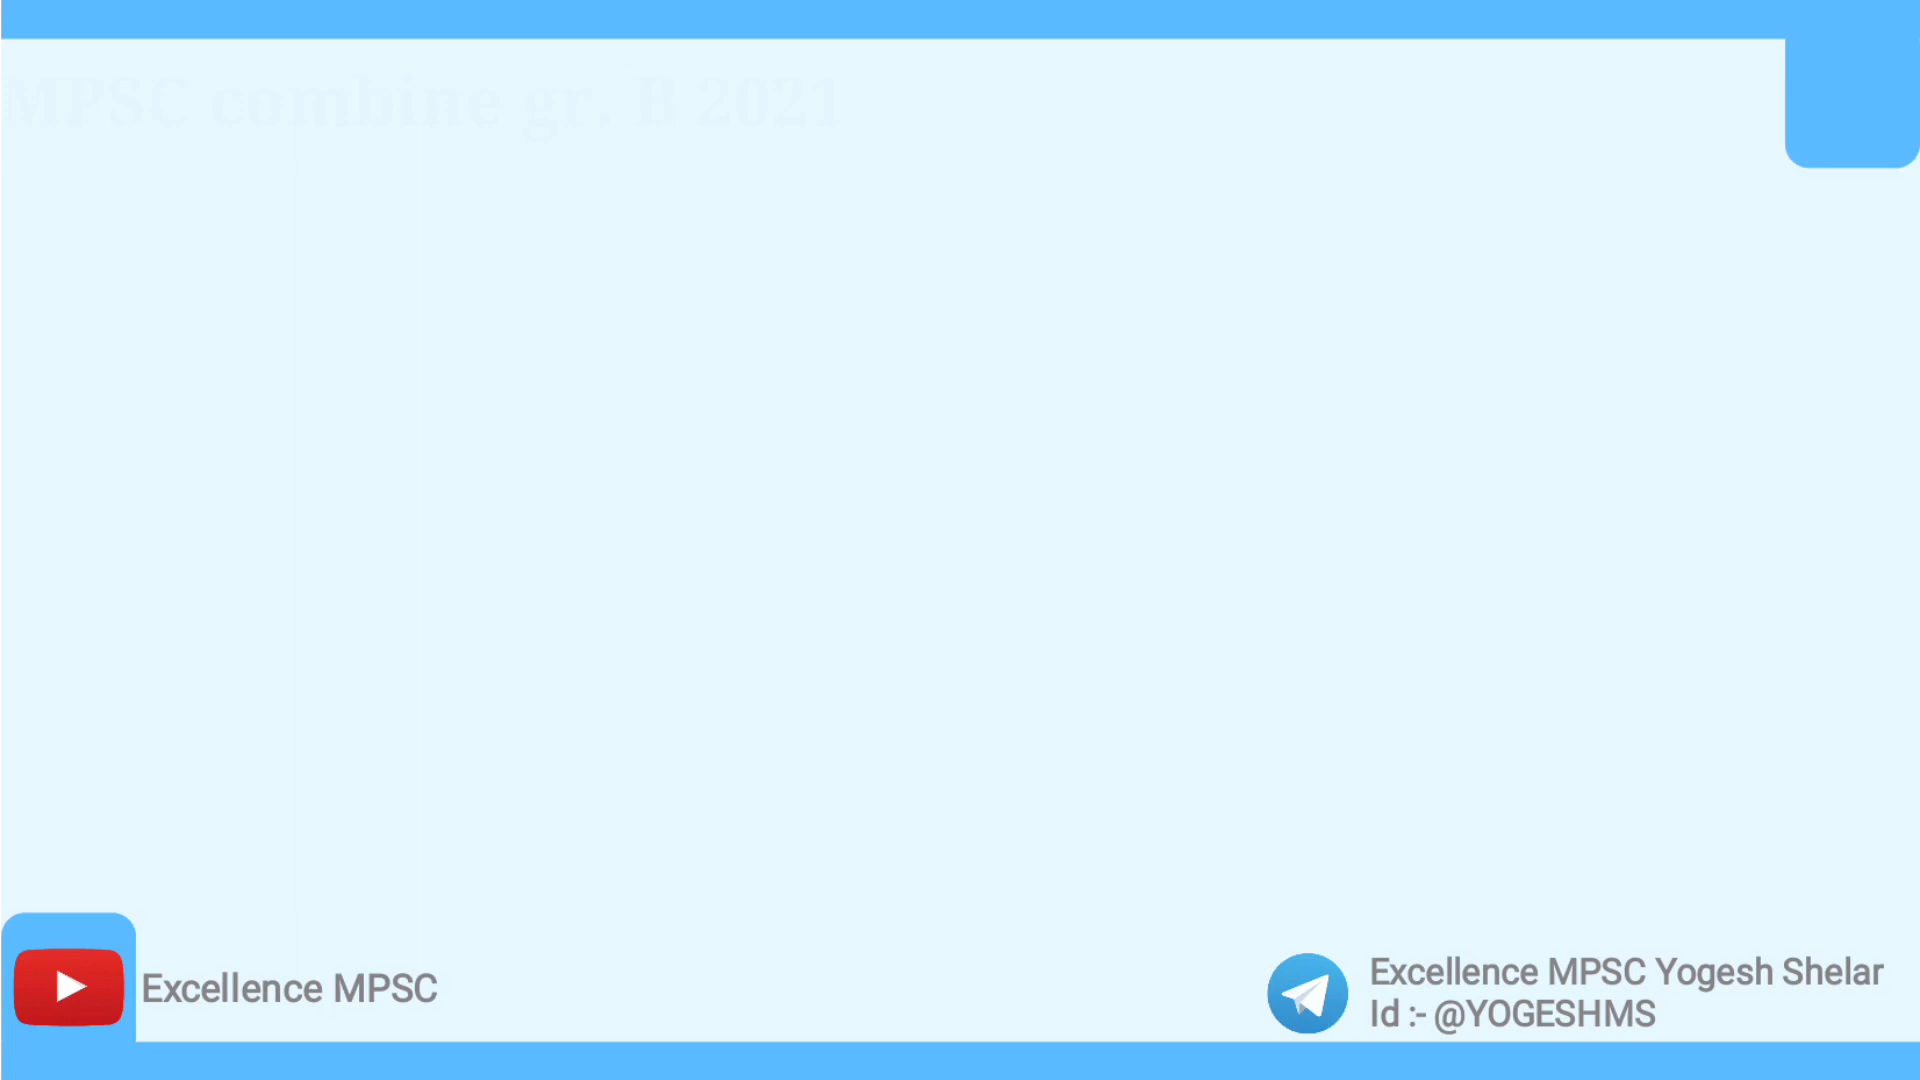 MPSC combine gr. B 2021
Excellence MPSC
Excellence MPSC Yogesh Shelar
Id :- @YOGESHMS